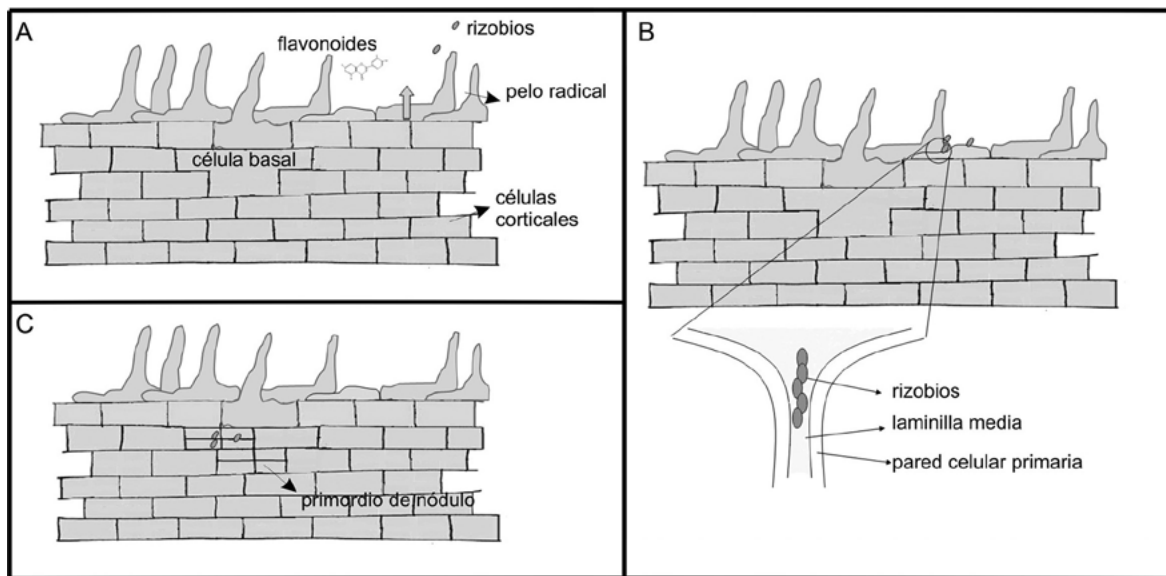 A
rizobios
flavonoides
pelo radical
célula basal
células
corticales
B
rizobios
laminilla media
pared celular primaria
C
primordio de nódulo